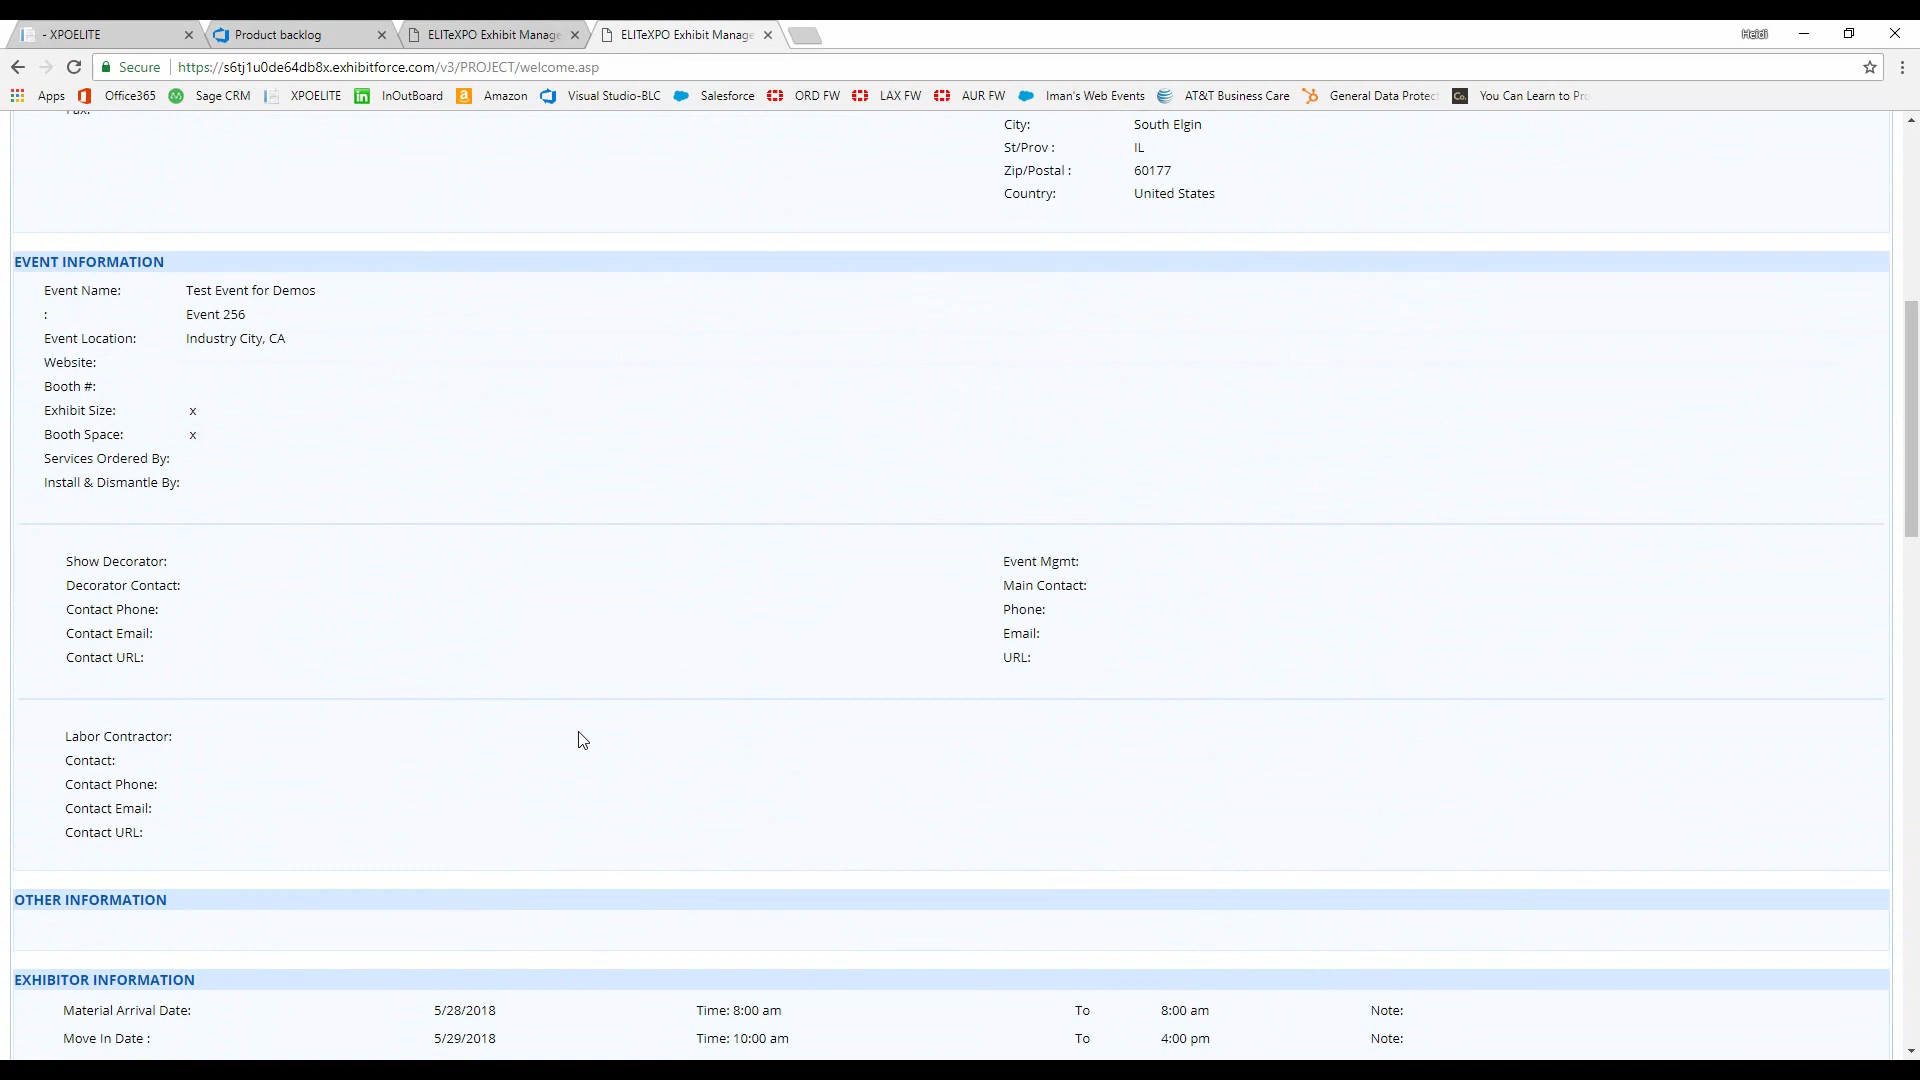 - XPOELITE
Product backlog
ELITeXPO Exhibit Manage
ELITeXPO Exhibit Manage
Heidi
Secure
https://s6tj1u0de64db8x.exhibitforce.com/v3/PROJECT/welcome.asp
Apps Office365 Sage CRM XPOELITE InOutBoard Amazon Visual Studio-BLC Salesforce ORD FW LAX FW AUR FW Iman's Web Events AT&T Business Care General Data Protec You Can Learn to Pro
City: South Elgin
St/Prov : IL
Zip/Postal : 60177
Country: United States
EVENT INFORMATION
Event Name: Test Event for Demos
: Event 256
Event Location: Industry City, CA
Website:
Booth #:
Exhibit Size: x
Booth Space: x
Services Ordered By:
Install & Dismantle By:
Show Decorator: Event Mgmt:
Decorator Contact: Main Contact:
Contact Phone: Phone:
Contact Email: Email:
Contact URL: URL:
Labor Contractor:
Contact:
Contact Phone:
Contact Email:
Contact URL:
OTHER INFORMATION
EXHIBITOR INFORMATION
Material Arrival Date: 5/28/2018 Time: 8:00 am To 8:00 am Note:
Move In Date : 5/29/2018 Time: 10:00 am To 4:00 pm Note: